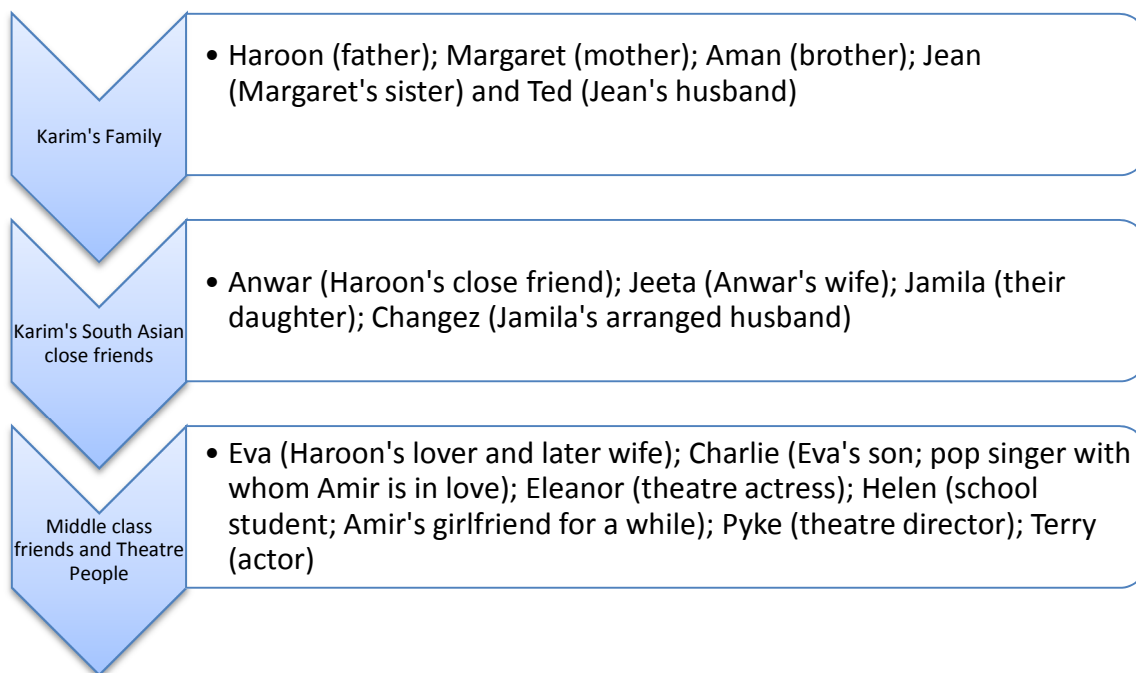 Karim's Family
• Haroon (father); Margaret (mother); Aman (brother); Jean
(Margaret's sister) and Ted (Jean's husband)
Karim's South Asian
close friends
• Anwar (Haroon's close friend); Jeeta (Anwar's wife); Jamila (their
daughter); Changez (Jamila's arranged husband)
Middle class
friends and Theatre
People
• Eva (Haroon's lover and later wife); Charlie (Eva's son; pop singer with
whom Amir is in love); Eleanor (theatre actress); Helen (school
student; Amir's girlfriend for a while); Pyke (theatre director); Terry
(actor)